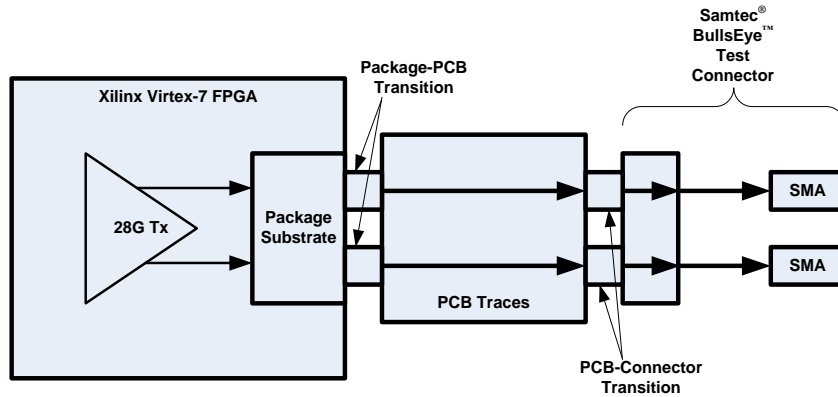 Samtec®
BullsEye™
Test
Connector
Package-PCB
Transition
Xilinx Virtex-7 FPGA
28G Tx
Package
Substrate
SMA
SMA
PCB Traces
PCB-Connector
Transition